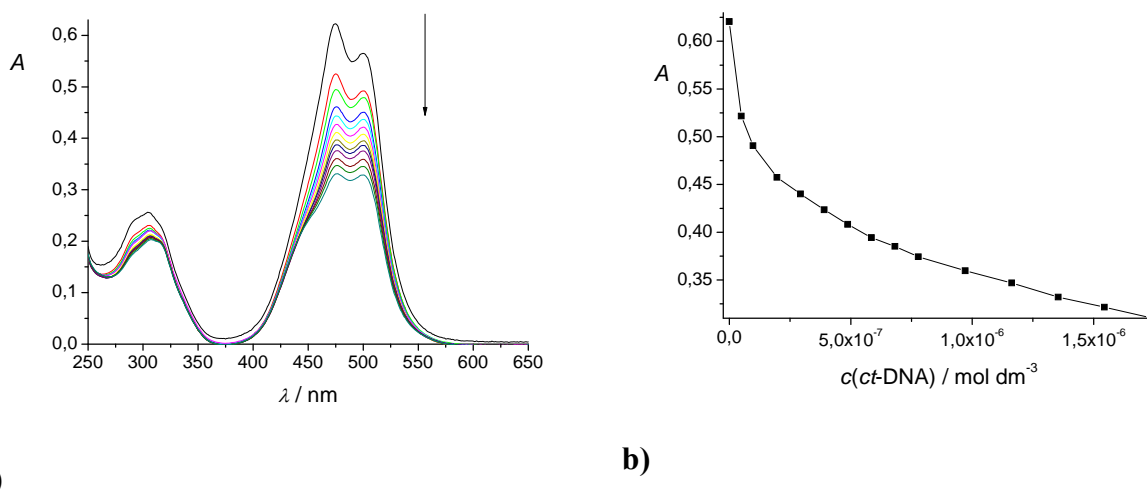 0,6
0,5
0,4
0,3
0,2
0,1
0,0
A
250 300 350 400 450 500 550 600 650
λ / nm
)
0,60
0,55
0,50
0,45
0,40
0,35
A
0,0 5,0x10⁻⁷ 1,0x10⁻⁶ 1,5x10⁻⁶
c(ct-DNA) / mol dm⁻³
b)